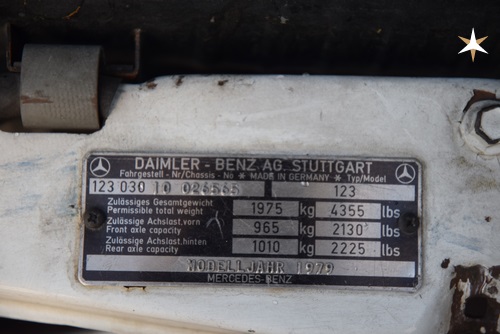 DAIMLER - BENZ AG. STUTTGART
Fahrgestell - Nr/Chassis - No ✶ MADE IN GERMANY ✶ Typ/Model
123 030 10 026565 123
Zulässiges Gesamtgewicht
Permissible total weight 1975 kg 4355 lbs
Zulässige Achslast.vorn
Front axle capacity 965 kg 2130 lbs
Zulässige Achslast.hinten
Rear axle capacity 1010 kg 2225 lbs
MODELLJAHR 1979
MERCEDES-BENZ